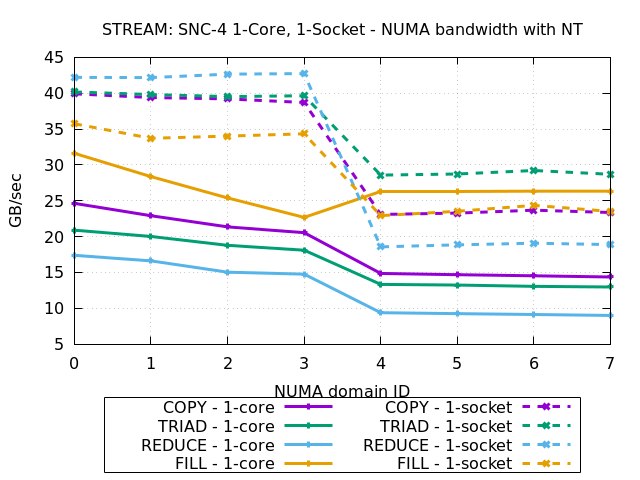 STREAM: SNC-4 1-Core, 1-Socket - NUMA bandwidth with NT
45
40
35
30
25
20
15
10
5
GB/sec
0 1 2 3 4 5 6 7
NUMA domain ID
COPY - 1-core COPY - 1-socket
TRIAD - 1-core TRIAD - 1-socket
REDUCE - 1-core REDUCE - 1-socket
FILL - 1-core FILL - 1-socket